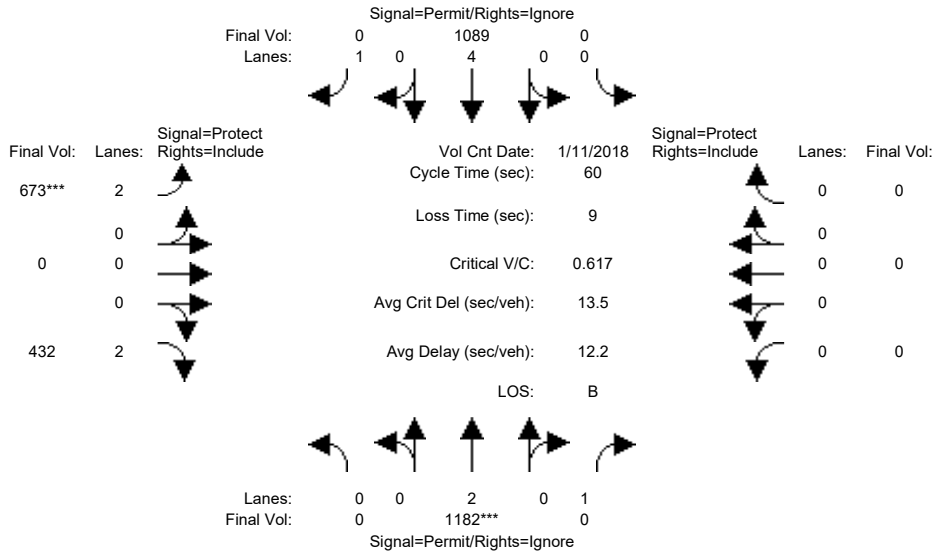 Signal=Permit/Rights=Ignore
Final Vol: 0 1089 0
Lanes: 1 0 4 0 0
Signal=Protect Signal=Protect
Final Vol: Lanes: Rights=Include Vol Cnt Date: 1/11/2018 Rights=Include Lanes: Final Vol:
Cycle Time (sec): 60
673*** 2 0 0
Loss Time (sec): 9
0 0
0 0 Critical V/C: 0.617 0 0
0 Avg Crit Del (sec/veh): 13.5 0
432 2 Avg Delay (sec/veh): 12.2 0 0
LOS: B
Lanes: 0 0 2 0 1
Final Vol: 0 1182*** 0
Signal=Permit/Rights=Ignore